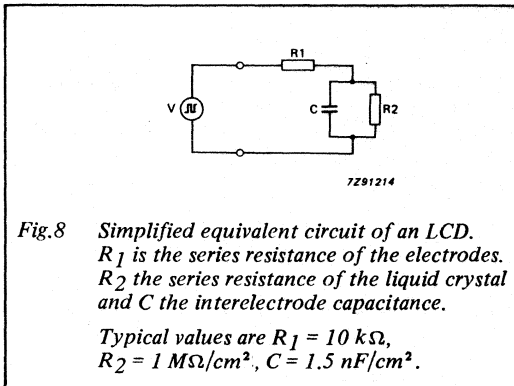 R1
V
C
R2
7Z91214
Fig.8 Simplified equivalent circuit of an LCD.
R1 is the series resistance of the electrodes.
R2 the series resistance of the liquid crystal
and C the interelectrode capacitance.
Typical values are R1 = 10 kΩ,
R2 = 1 MΩ/cm², C = 1.5 nF/cm².